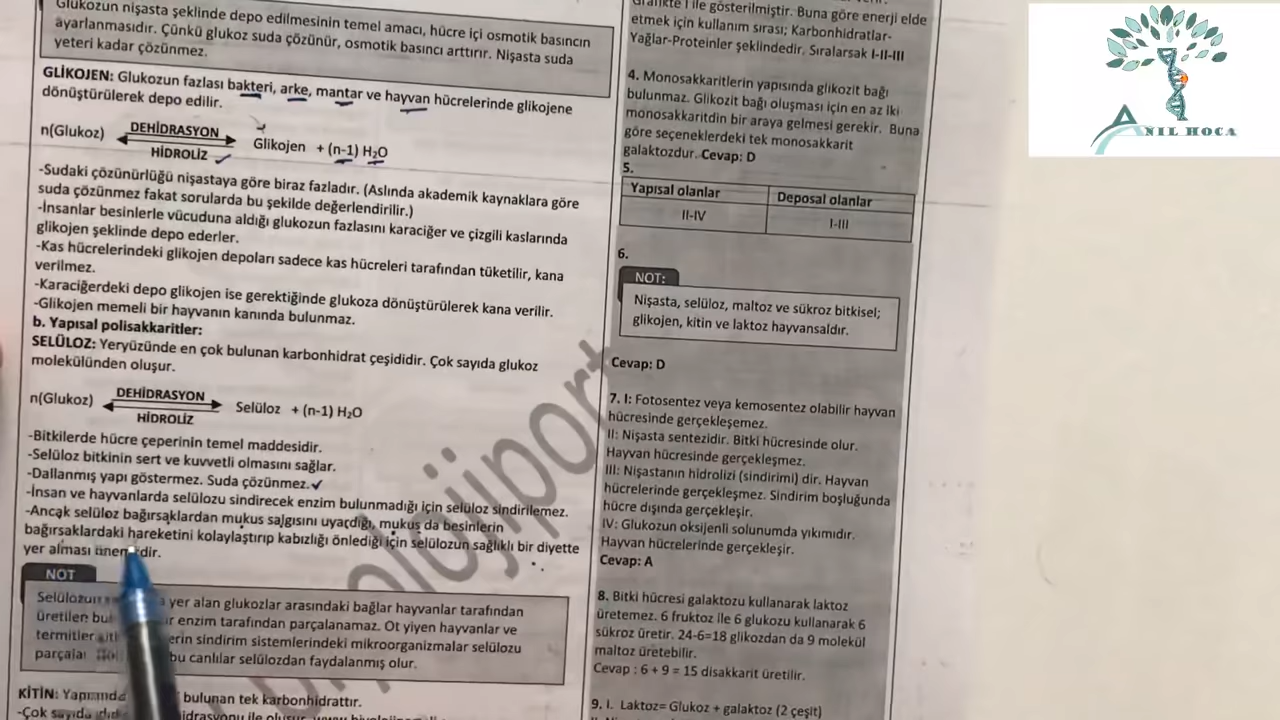 Glukozun nişasta şeklinde depo edilmesinin temel amacı, hücre içi osmotik basıncın
ayarlanmasıdır. Çünkü glukoz suda çözünür, osmotik basıncı arttırır. Nişasta suda
yeteri kadar çözünmez.
GLİKOJEN: Glukozun fazlası bakteri, arke, mantar ve hayvan hücrelerinde glikojene
dönüştürülerek depo edilir.
n(Glukoz) DEHİDRASYON Glikojen + (n-1) H₂O
HİDROLİZ
-Sudaki çözünürlüğü nişastaya göre biraz fazladır. (Aslında akademik kaynaklara göre
suda çözünmez fakat sorularda bu şekilde değerlendirilir.)
-İnsanlar besinlerle vücuduna aldığı glukozun fazlasını karaciğer ve çizgili kaslarında
glikojen şeklinde depo ederler.
-Kas hücrelerindeki glikojen depoları sadece kas hücreleri tarafından tüketilir, kana
verilmez.
-Karaciğerdeki depo glikojen ise gerektiğinde glukoza dönüştürülerek kana verilir.
-Glikojen memeli bir hayvanın kanında bulunmaz.
b. Yapısal polisakkaritler:
SELÜLOZ: Yeryüzünde en çok bulunan karbonhidrat çeşididir. Çok sayıda glukoz
molekülünden oluşur.
n(Glukoz) DEHİDRASYON Selüloz + (n-1) H₂O
HİDROLİZ
-Bitkilerde hücre çeperinin temel maddesidir.
-Selüloz bitkinin sert ve kuvvetli olmasını sağlar.
-Dallanmış yapı göstermez. Suda çözünmez.
-İnsan ve hayvanlarda selülozu sindirecek enzim bulunmadığı için selüloz sindirilemez.
-Ancak selüloz bağırsaklardan mukus salgısını uyardığı, mukus da besinlerin
bağırsaklardaki hareketini kolaylaştırıp kabızlığı önlediği için selülozun sağlıklı bir diyette
yer alması önemlidir.
NOT
yer alan glukozlar arasındaki bağlar hayvanlar tarafından
üretilen enzim tarafından parçalanamaz. Ot yiyen hayvanlar ve
termitler sindirim sistemlerindeki mikroorganizmalar selülozu
bu canlılar selülozdan faydalanmış olur.
KİTİN: bulunan tek karbonhidrattır.
-Çok ile oluşur.
Grafikte I ile gösterilmiştir. Buna göre enerji elde
etmek için kullanım sırası; Karbonhidratlar-
Yağlar-Proteinler şeklindedir. Sıralarsak I-II-III
4. Monosakkaritlerin yapısında glikozit bağı
bulunmaz. Glikozit bağı oluşması için en az iki
monosakkaritdin bir araya gelmesi gerekir. Buna
göre seçeneklerdeki tek monosakkarit
galaktozdur. Cevap: D
5.
Yapısal olanlar Deposal olanlar
II-IV I-III
6.
NOT:
Nişasta, selüloz, maltoz ve sükroz bitkisel;
glikojen, kitin ve laktoz hayvansaldır.
Cevap: D
7. I: Fotosentez veya kemosentez olabilir hayvan
hücresinde gerçekleşemez.
II: Nişasta sentezidir. Bitki hücresinde olur.
Hayvan hücresinde gerçekleşmez.
III: Nişastanın hidrolizi (sindirimi) dir. Hayvan
hücrelerinde gerçekleşmez. Sindirim boşluğunda
hücre dışında gerçekleşir.
IV: Glukozun oksijenli solunumda yıkımıdır.
Hayvan hücrelerinde gerçekleşir.
Cevap: A
8. Bitki hücresi galaktozu kullanarak laktoz
üretemez. 6 fruktoz ile 6 glukozu kullanarak 6
sükroz üretir. 24-6=18 glikozdan da 9 molekül
maltoz üretebilir.
Cevap : 6 + 9 = 15 disakkarit üretilir.
9. I. Laktoz= Glukoz + galaktoz (2 çeşit)
ANIL HOCA